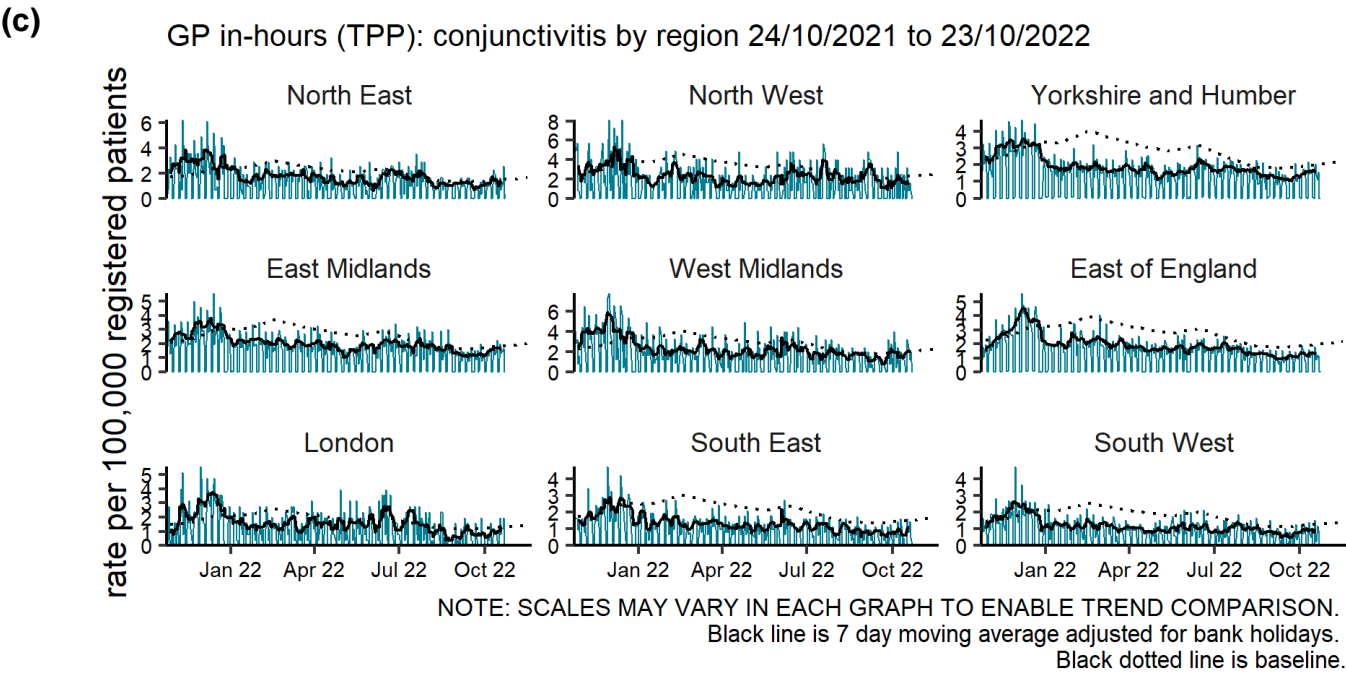 (c)
GP in-hours (TPP): conjunctivitis by region 24/10/2021 to 23/10/2022
rate per 100,000 registered patients
North East
North West
Yorkshire and Humber
6
4
2
0
8
6
4
2
0
4
3
2
1
0
East Midlands
West Midlands
East of England
5
4
3
2
1
0
6
4
2
0
5
4
3
2
1
0
London
South East
South West
5
4
3
2
1
0
4
3
2
1
0
4
3
2
1
0
Jan 22 Apr 22 Jul 22 Oct 22
Jan 22 Apr 22 Jul 22 Oct 22
Jan 22 Apr 22 Jul 22 Oct 22
NOTE: SCALES MAY VARY IN EACH GRAPH TO ENABLE TREND COMPARISON.
Black line is 7 day moving average adjusted for bank holidays.
Black dotted line is baseline.